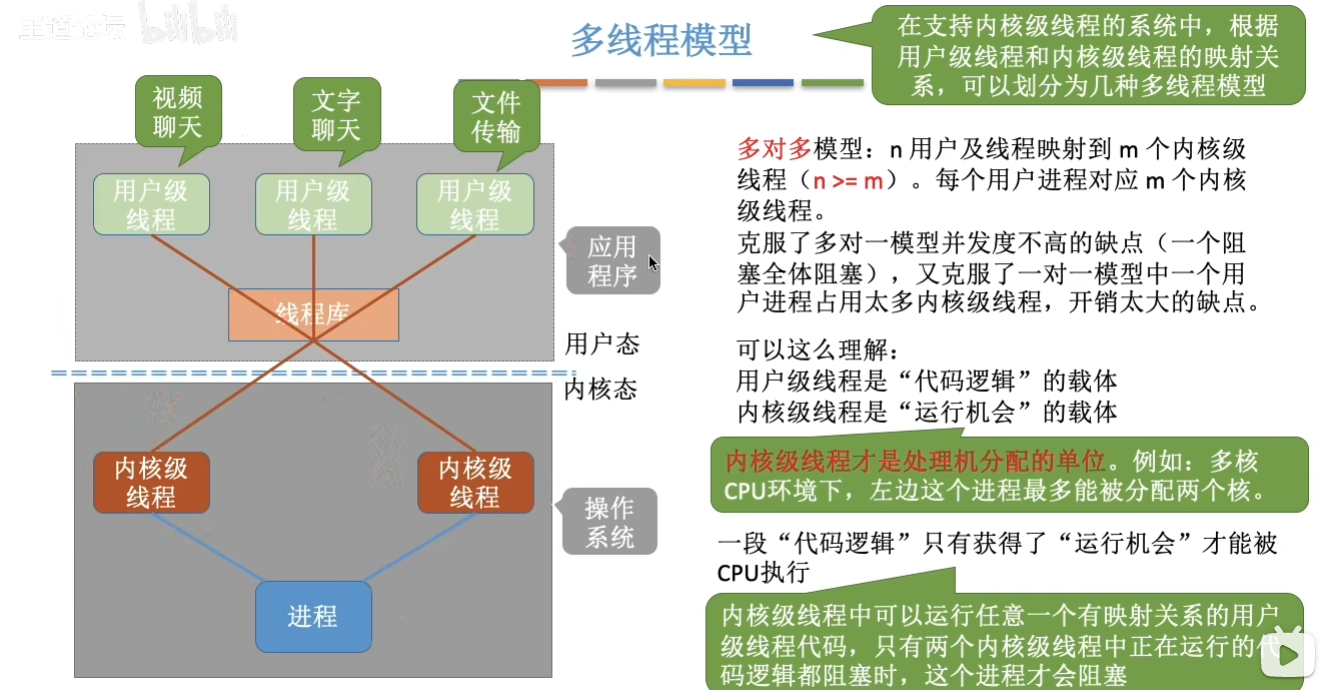 王道论坛 bilibili
多线程模型
在支持内核级线程的系统中，根据
用户级线程和内核级线程的映射关
系，可以划分为几种多线程模型
视频
聊天
文字
聊天
文件
传输
用户级
线程
用户级
线程
用户级
线程
应用
程序
线程库
用户态
内核态
内核级
线程
内核级
线程
操作
系统
进程
多对多模型：n 用户及线程映射到 m 个内核级
线程（n >= m）。每个用户进程对应 m 个内核
级线程。
克服了多对一模型并发度不高的缺点（一个阻
塞全体阻塞），又克服了一对一模型中一个用
户进程占用太多内核级线程，开销太大的缺点。
可以这么理解：
用户级线程是“代码逻辑”的载体
内核级线程是“运行机会”的载体
内核级线程才是处理机分配的单位。例如：多核
CPU环境下，左边这个进程最多能被分配两个核。
一段“代码逻辑”只有获得了“运行机会”才能被
CPU执行
内核级线程中可以运行任意一个有映射关系的用户
级线程代码，只有两个内核级线程中正在运行的代
码逻辑都阻塞时，这个进程才会阻塞